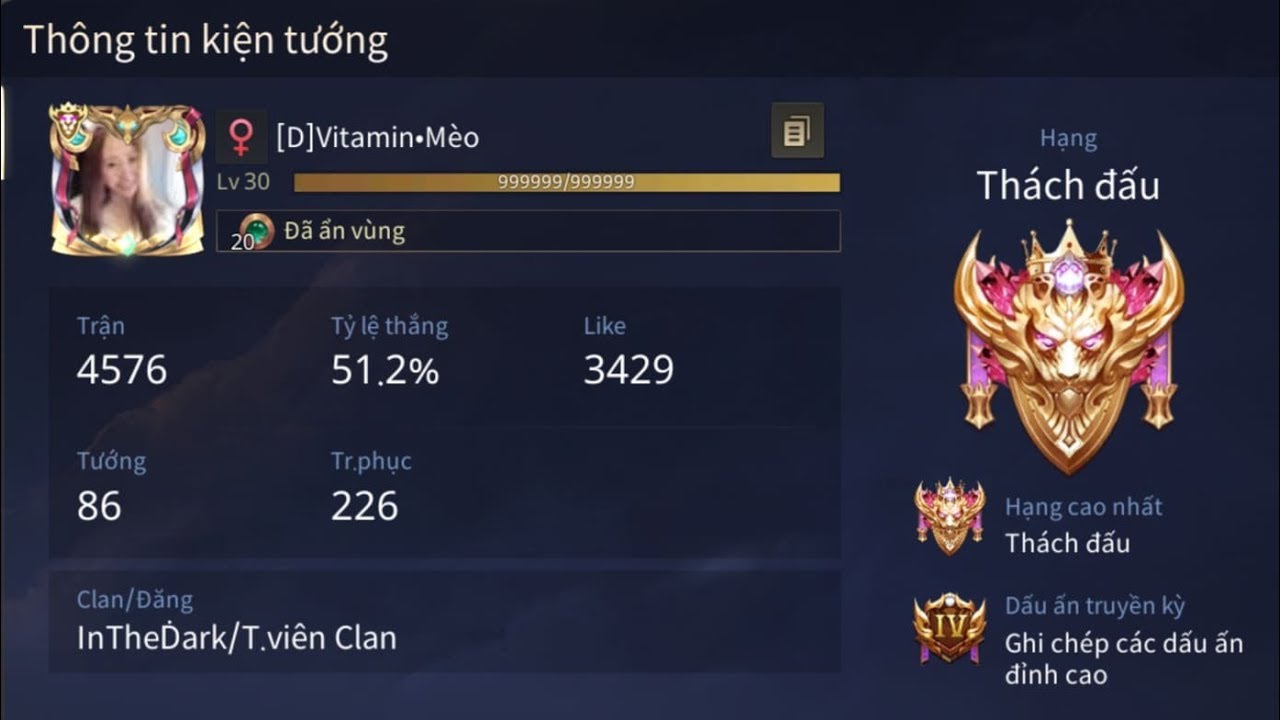 Thông tin kiện tướng
[D]Vitamin•Mèo
Lv 30
999999/999999
20
Đã ẩn vùng
Trận
4576
Tỷ lệ thắng
51.2%
Like
3429
Tướng
86
Tr.phục
226
Clan/Đăng
InTheḊark/T.viên Clan
Hạng
Thách đấu
Hạng cao nhất
Thách đấu
IV
Dấu ấn truyền kỳ
Ghi chép các dấu ấn
đỉnh cao